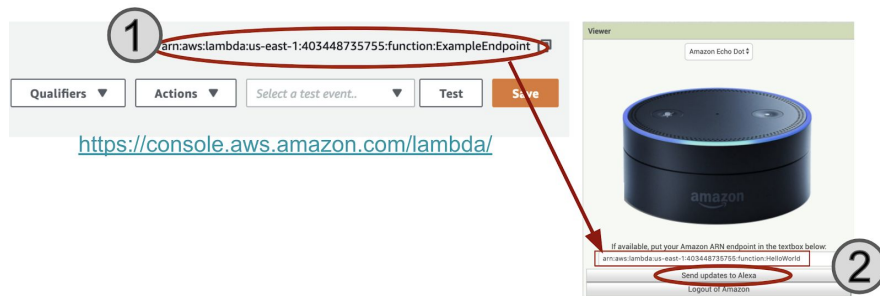 1
arn:aws:lambda:us-east-1:403448735755:function:ExampleEndpoint
Qualifiers
Actions
Select a test event..
Test
Save
https://console.aws.amazon.com/lambda/
Viewer
Amazon Echo Dot
amazon
If available, put your Amazon ARN endpoint in the textbox below:
arn:aws:lambda:us-east-1:403448735755:function:HelloWorld
Send updates to Alexa
2
Logout of Amazon